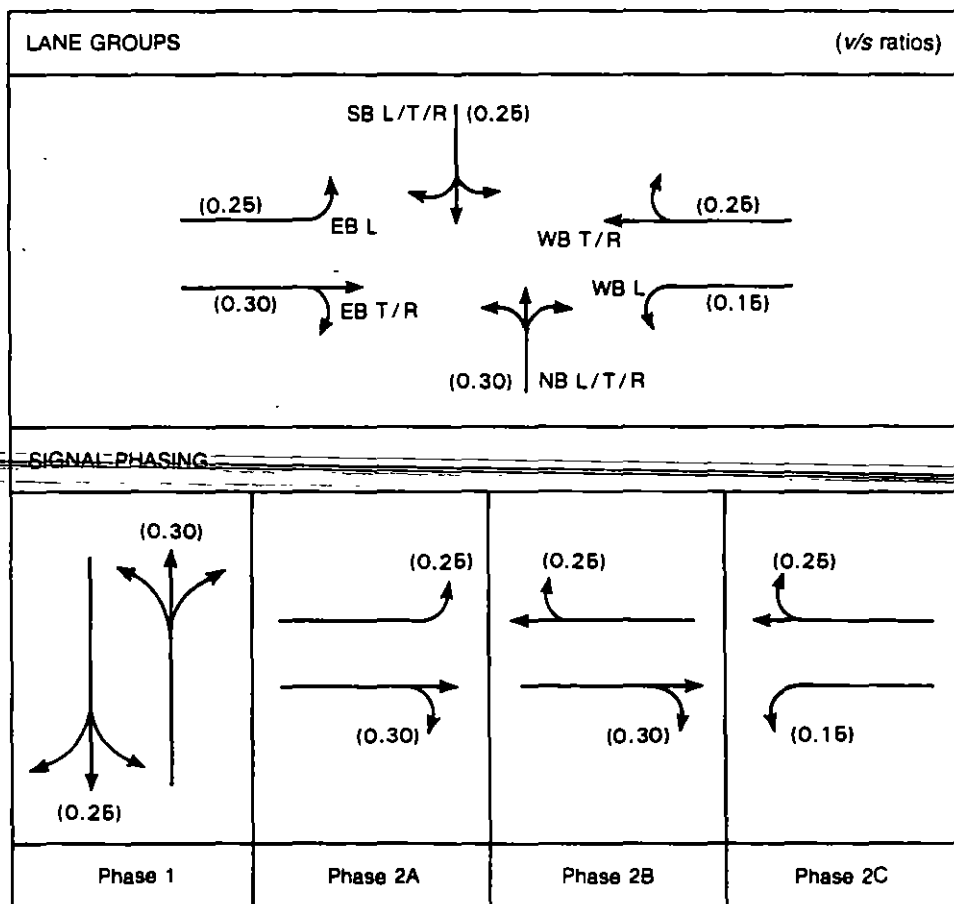 LANE GROUPS (v/s ratios)
SB L/T/R (0.25)
(0.25) (0.25)
EB L WB T/R
WB L
(0.30) EB T/R (0.15)
(0.30) NB L/T/R
SIGNAL PHASING
(0.30)
(0.25) (0.25) (0.25)
(0.30) (0.30) (0.15)
(0.25)
Phase 1 Phase 2A Phase 2B Phase 2C